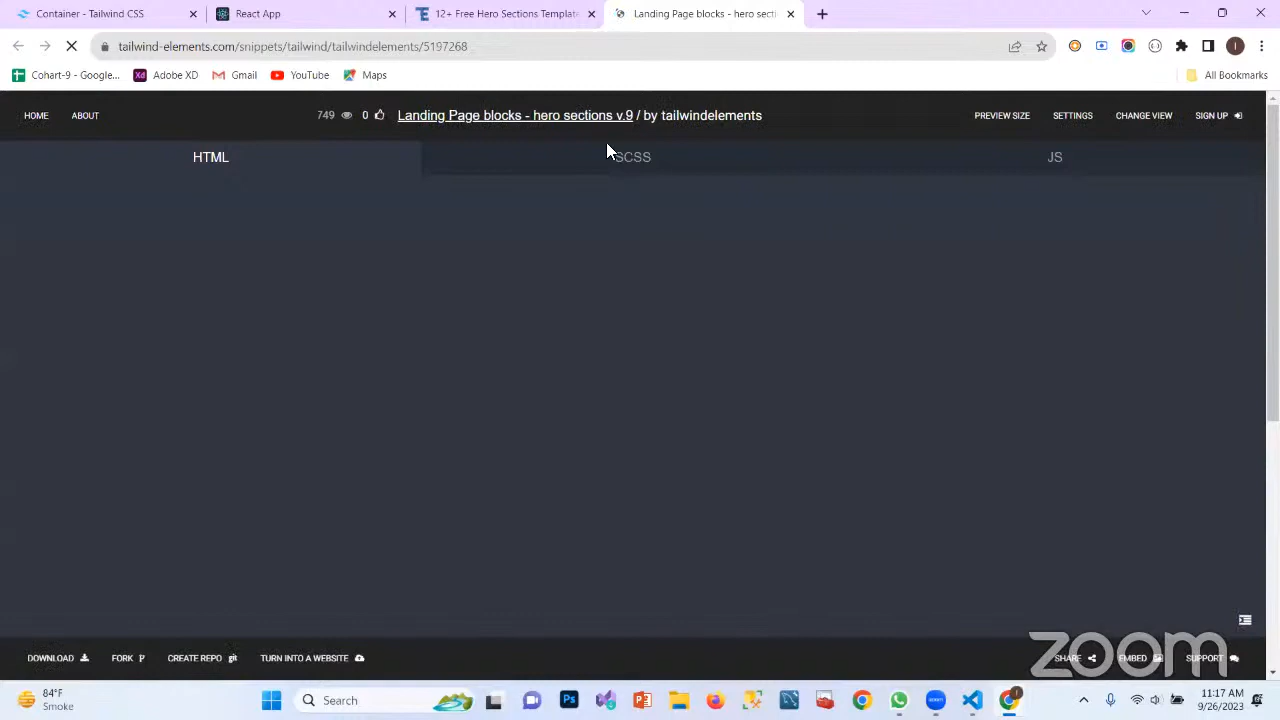 Container - Tailwind CSS
React App
12+ Free Hero Sections Templat
Landing Page blocks - hero secti
tailwind-elements.com/snippets/tailwind/tailwindelements/5197268
Cohart-9 - Google...
Adobe XD
Gmail
YouTube
Maps
All Bookmarks
HOME
ABOUT
749
0
Landing Page blocks - hero sections v.9 / by tailwindelements
PREVIEW SIZE
SETTINGS
CHANGE VIEW
SIGN UP
HTML
SCSS
JS
DOWNLOAD
FORK
CREATE REPO
TURN INTO A WEBSITE
SHARE
EMBED
SUPPORT
zoom
84°F
Smoke
Search
11:17 AM
9/26/2023